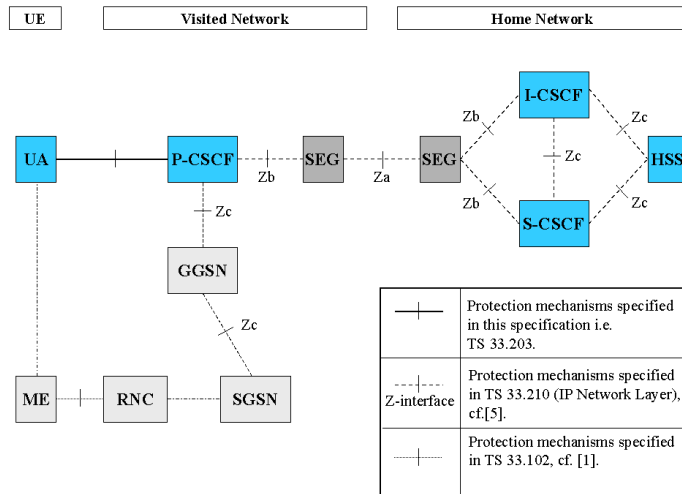 UE
Visited Network
Home Network
I-CSCF
Zb
Zc
UA
P-CSCF
SEG
SEG
Zc
HSS
Zb
Za
Zb
Zc
Zc
S-CSCF
GGSN
Zc
ME
RNC
SGSN
Protection mechanisms specified
in this specification i.e.
TS 33.203.
Z-interface
Protection mechanisms specified
in TS 33.210 (IP Network Layer),
cf.[5].
Protection mechanisms specified
in TS 33.102, cf. [1].